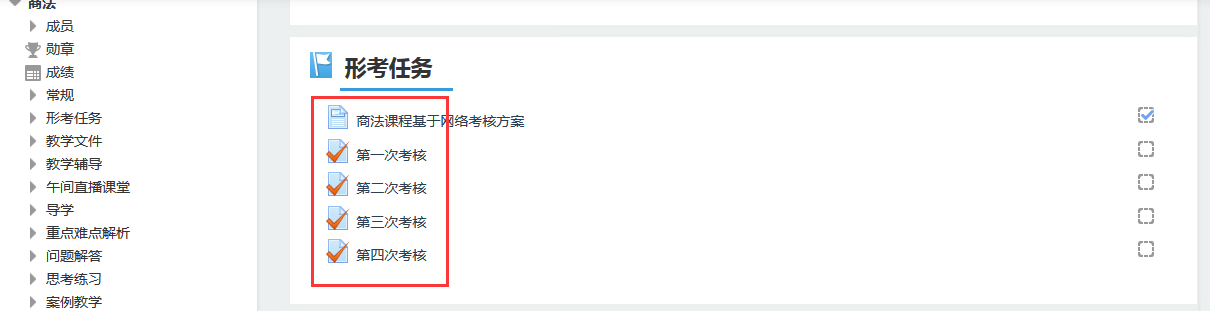 商法
成员
勋章
成绩
常规
形考任务
教学文件
教学辅导
午间直播课堂
导学
重点难点解析
问题解答
思考练习
案例教学
形考任务
商法课程基于网络考核方案
第一次考核
第二次考核
第三次考核
第四次考核